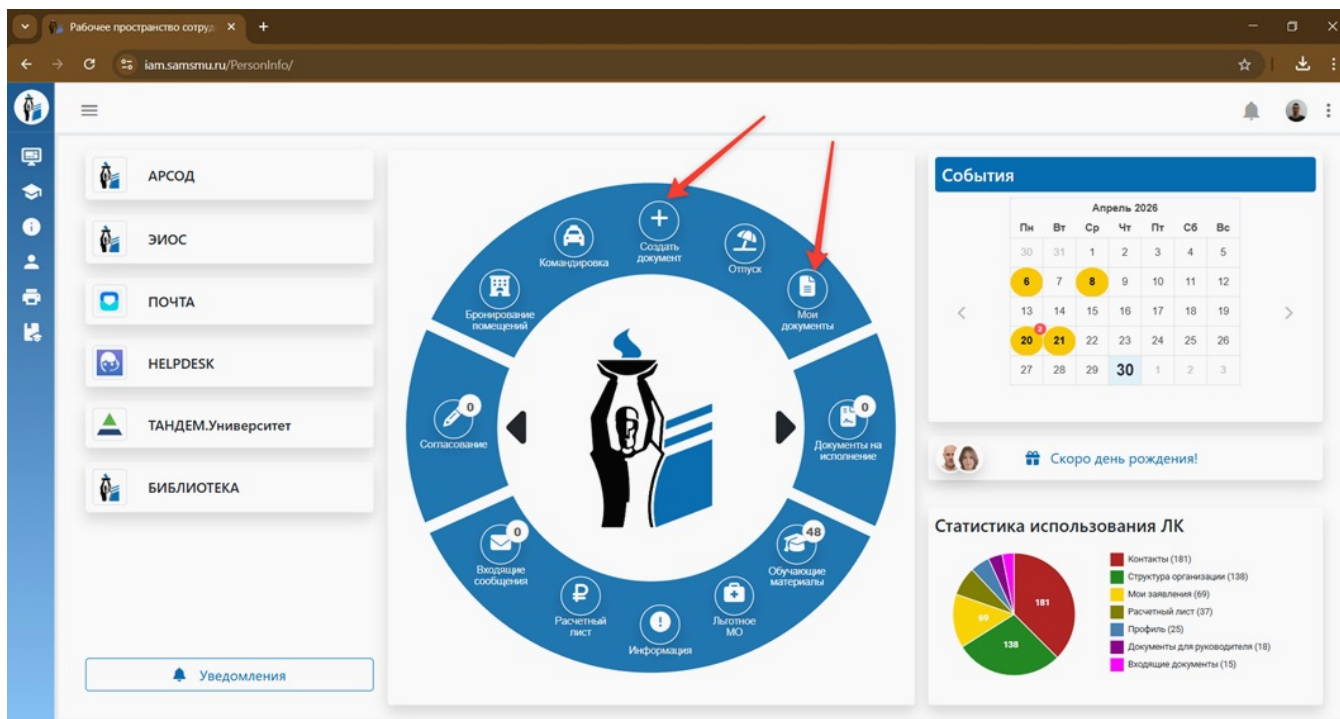 Рабочее пространство сотруд
iam.samsmu.ru/PersonInfo/
АРСОД
ЭИОС
ПОЧТА
HELPDESK
ТАНДЕМ.Университет
БИБЛИОТЕКА
Уведомления
Создать
документ
Отпуск
Мои
документы
0
Документы на
исполнение
48
Обучающие
материалы
Льготное
МО
Информация
Расчетный
лист
0
Входящие
сообщения
0
Согласование
Бронирование
помещений
Командировка
События
Апрель 2026
Пн Вт Ср Чт Пт Сб Вс
30 31 1 2 3 4 5
6 7 8 9 10 11 12
13 14 15 16 17 18 19
2
20 21 22 23 24 25 26
27 28 29 30 1 2 3
Скоро день рождения!
Статистика использования ЛК
181
138
69
Контакты (181)
Структура организации (138)
Мои заявления (69)
Расчетный лист (37)
Профиль (25)
Документы для руководителя (18)
Входящие документы (15)